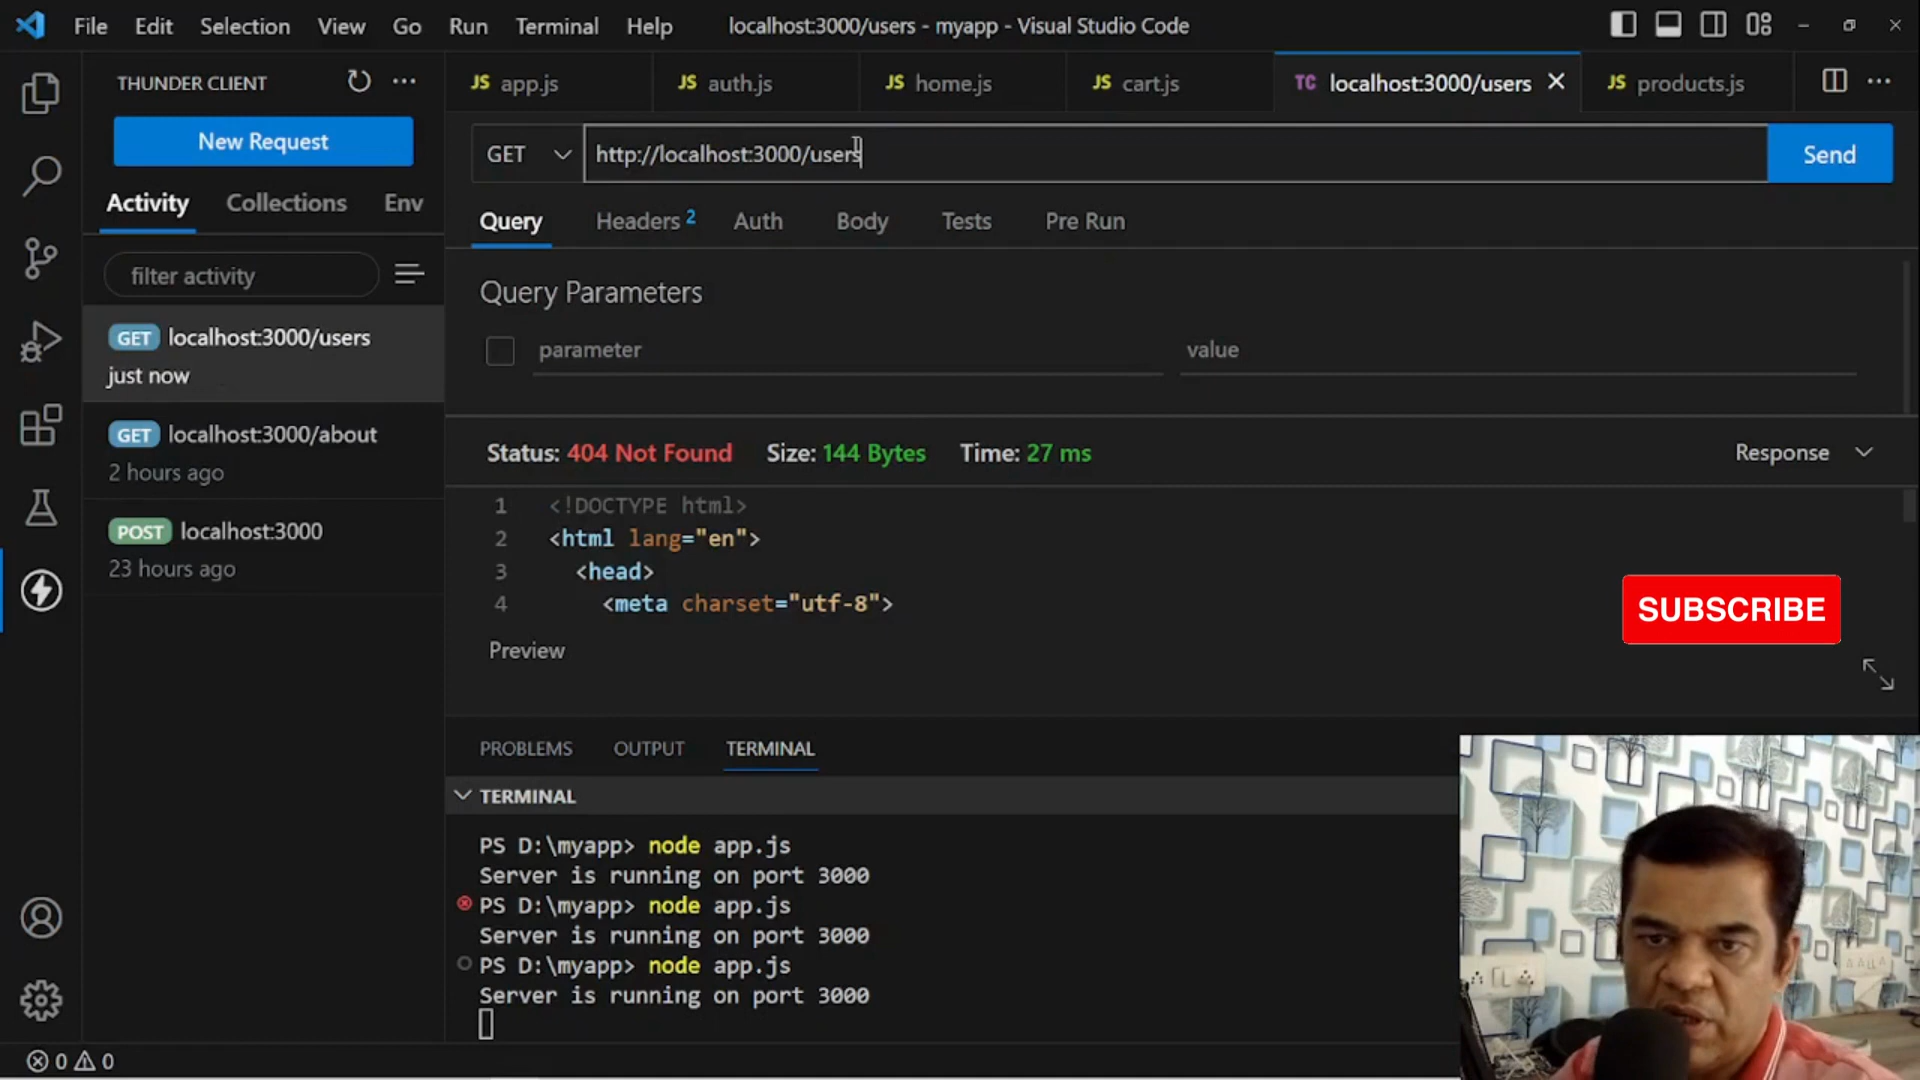 File Edit Selection View Go Run Terminal Help localhost:3000/users - myapp - Visual Studio Code
THUNDER CLIENT
New Request
Activity Collections Env
filter activity
GET localhost:3000/users
just now
GET localhost:3000/about
2 hours ago
POST localhost:3000
23 hours ago
JS app.js JS auth.js JS home.js JS cart.js TC localhost:3000/users JS products.js
GET http://localhost:3000/users Send
Query Headers 2 Auth Body Tests Pre Run
Query Parameters
parameter value
Status: 404 Not Found Size: 144 Bytes Time: 27 ms Response
1 <!DOCTYPE html>
2 <html lang="en">
3 <head>
4 <meta charset="utf-8">
Preview
SUBSCRIBE
PROBLEMS OUTPUT TERMINAL
TERMINAL
PS D:\myapp> node app.js
Server is running on port 3000
PS D:\myapp> node app.js
Server is running on port 3000
PS D:\myapp> node app.js
Server is running on port 3000
0 0